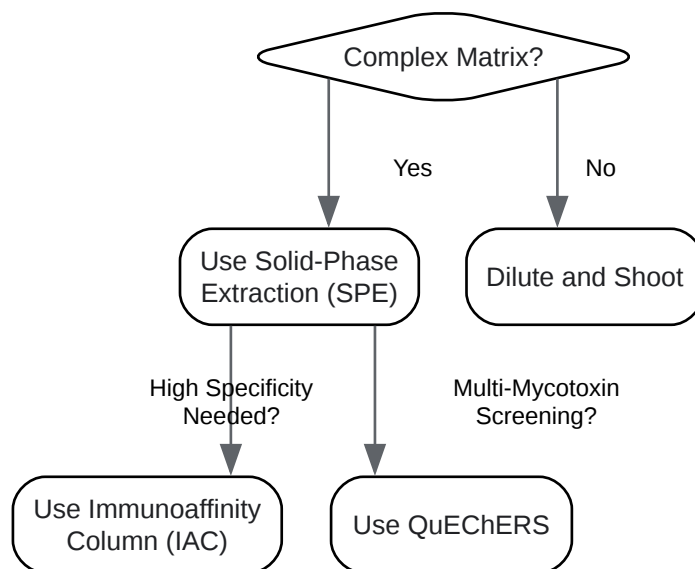 Complex Matrix?
Yes
No
Use Solid-Phase
Extraction (SPE)
Dilute and Shoot
High Specificity
Needed?
Multi-Mycotoxin
Screening?
Use Immunoaffinity
Column (IAC)
Use QuEChERS